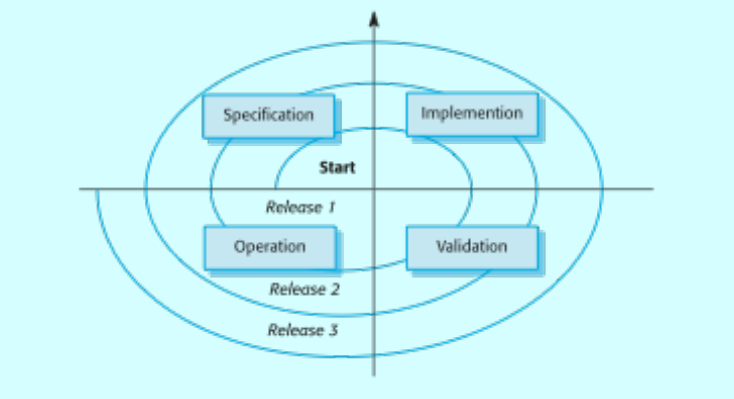 Specification
Implemention
Start
Release 1
Operation
Validation
Release 2
Release 3